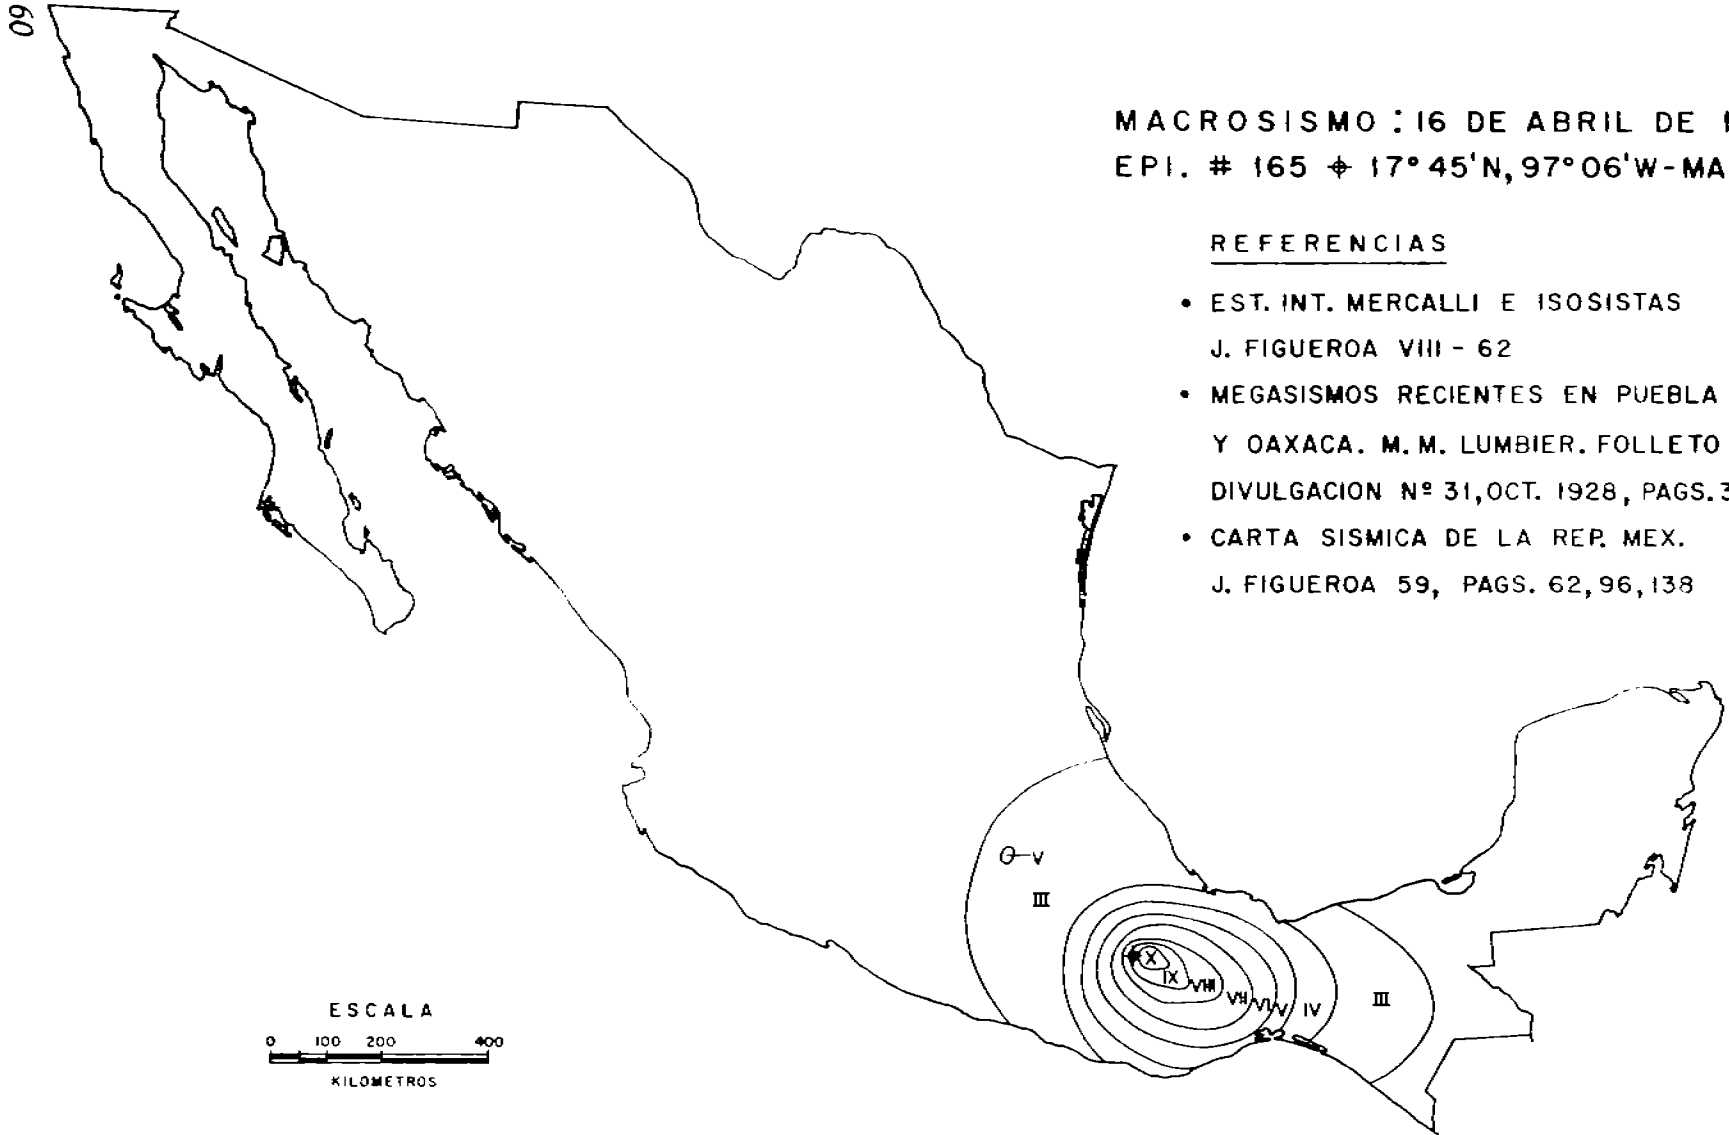 60
MACROSISMO : 16 DE ABRIL DE
EPI. # 165 ⌖ 17° 45' N, 97° 06' W - MA
REFERENCIAS
• EST. INT. MERCALLI E ISOSISTAS
J. FIGUEROA VIII - 62
• MEGASISMOS RECIENTES EN PUEBLA
Y OAXACA. M. M. LUMBIER. FOLLETO
DIVULGACION Nº 31, OCT. 1928, PAGS. 3
• CARTA SISMICA DE LA REP. MEX.
J. FIGUEROA 59, PAGS. 62, 96, 138
V
III
X
IX
VIII
VII
VI
V
IV
III
ESCALA
0 100 200 400
KILOMETROS